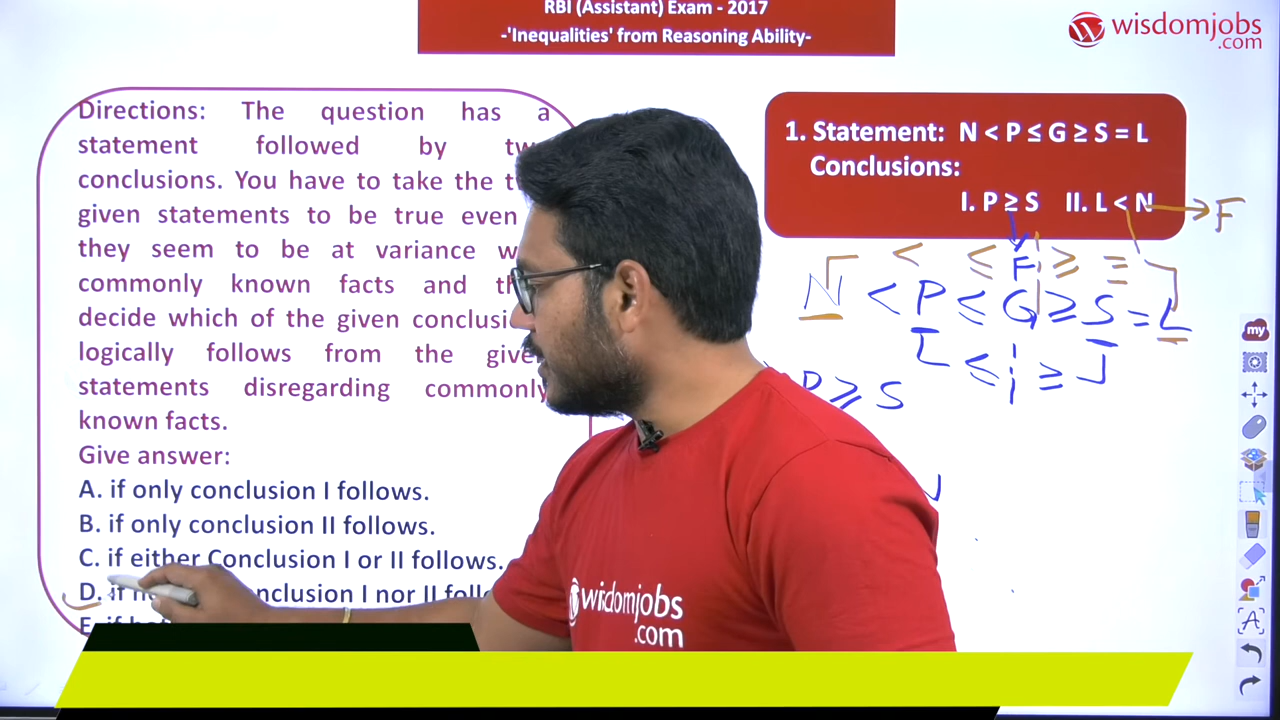 RBI (Assistant) Exam - 2017
-'Inequalities' from Reasoning Ability-
wisdomjobs
.com
Directions: The question has a
statement followed by
conclusions. You have to take the
given statements to be true even
they seem to be at variance
commonly known facts and
decide which of the given
logically follows from the
statements disregarding commonly
known facts.
Give answer:
A. if only conclusion I follows.
B. if only conclusion II follows.
C. if either Conclusion I or II follows.
D. if nclusion I nor II
E. if
1. Statement: N < P ≤ G ≥ S = L
Conclusions:
I. P ≥ S II. L < N → F
< ≤ F ≥ =
N < P ≤ G ≥ S = L
≤ ≥
P ≥ S
wisdomjobs
.com
my
A